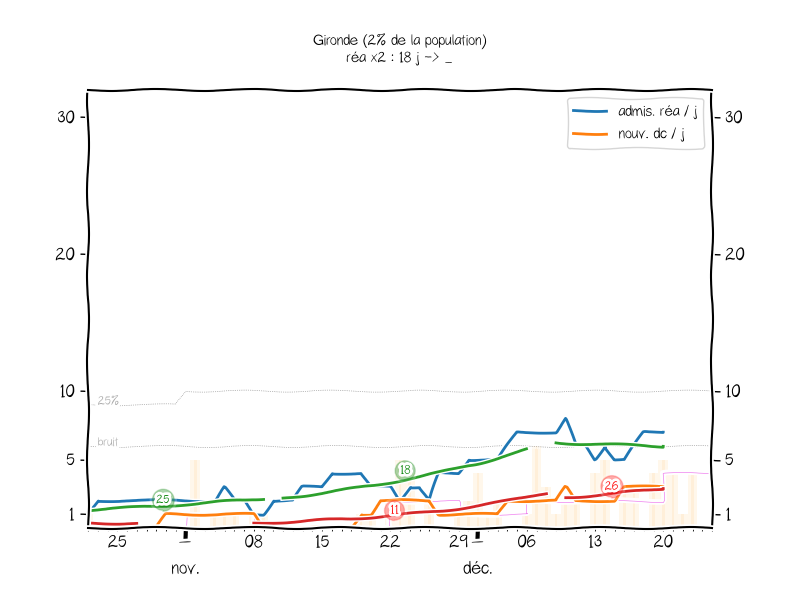 Gironde (2% de la population)
réa x2 : 18 j -> _
admis. réa / j
nouv. dc / j
30 30
20 20
10 10
25%
bruit
5 5
25 18 11 26
1 1
25 1 08 15 22 29 1 06 13 20
nov. déc.